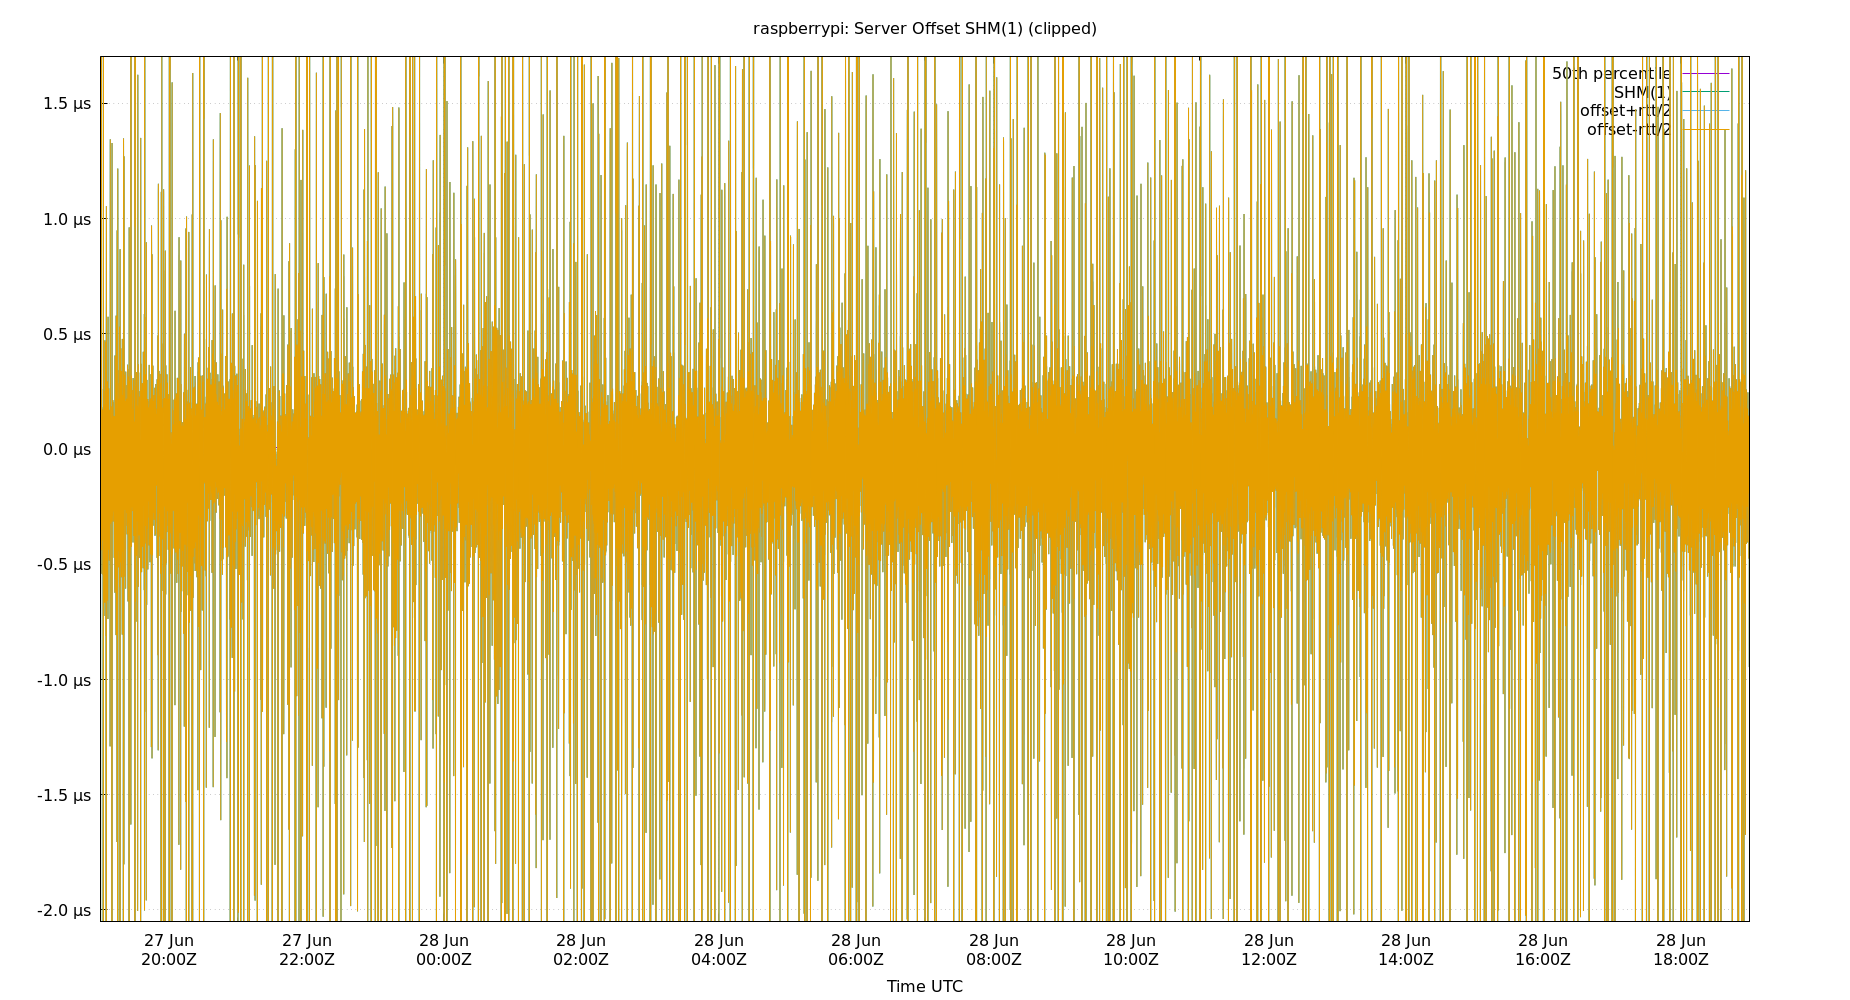 raspberrypi: Server Offset SHM(1) (clipped)
50th percentile
SHM(1)
offset+rtt/2
offset-rtt/2
1.5 µs
1.0 µs
0.5 µs
0.0 µs
-0.5 µs
-1.0 µs
-1.5 µs
-2.0 µs
27 Jun 27 Jun 28 Jun 28 Jun 28 Jun 28 Jun 28 Jun 28 Jun 28 Jun 28 Jun 28 Jun 28 Jun
20:00Z 22:00Z 00:00Z 02:00Z 04:00Z 06:00Z 08:00Z 10:00Z 12:00Z 14:00Z 16:00Z 18:00Z
Time UTC